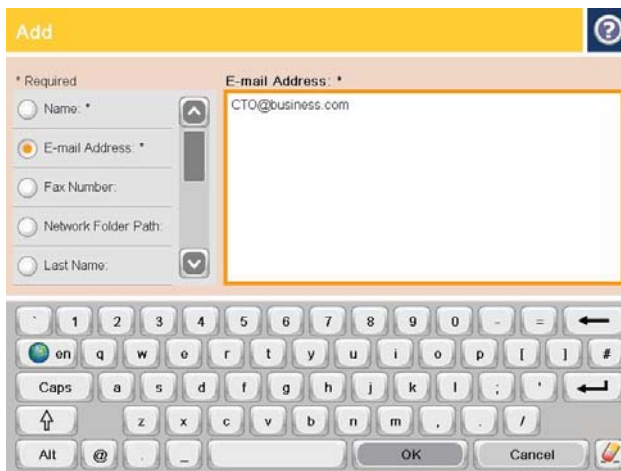 Add
?
* Required
E-mail Address: *
Name: *
CTO@business.com
E-mail Address: *
Fax Number:
Network Folder Path:
Last Name:
` 1 2 3 4 5 6 7 8 9 0 - =
en q w e r t y u i o p [ ] #
Caps a s d f g h j k l ; '
z x c v b n m , . /
Alt @ . _ OK Cancel